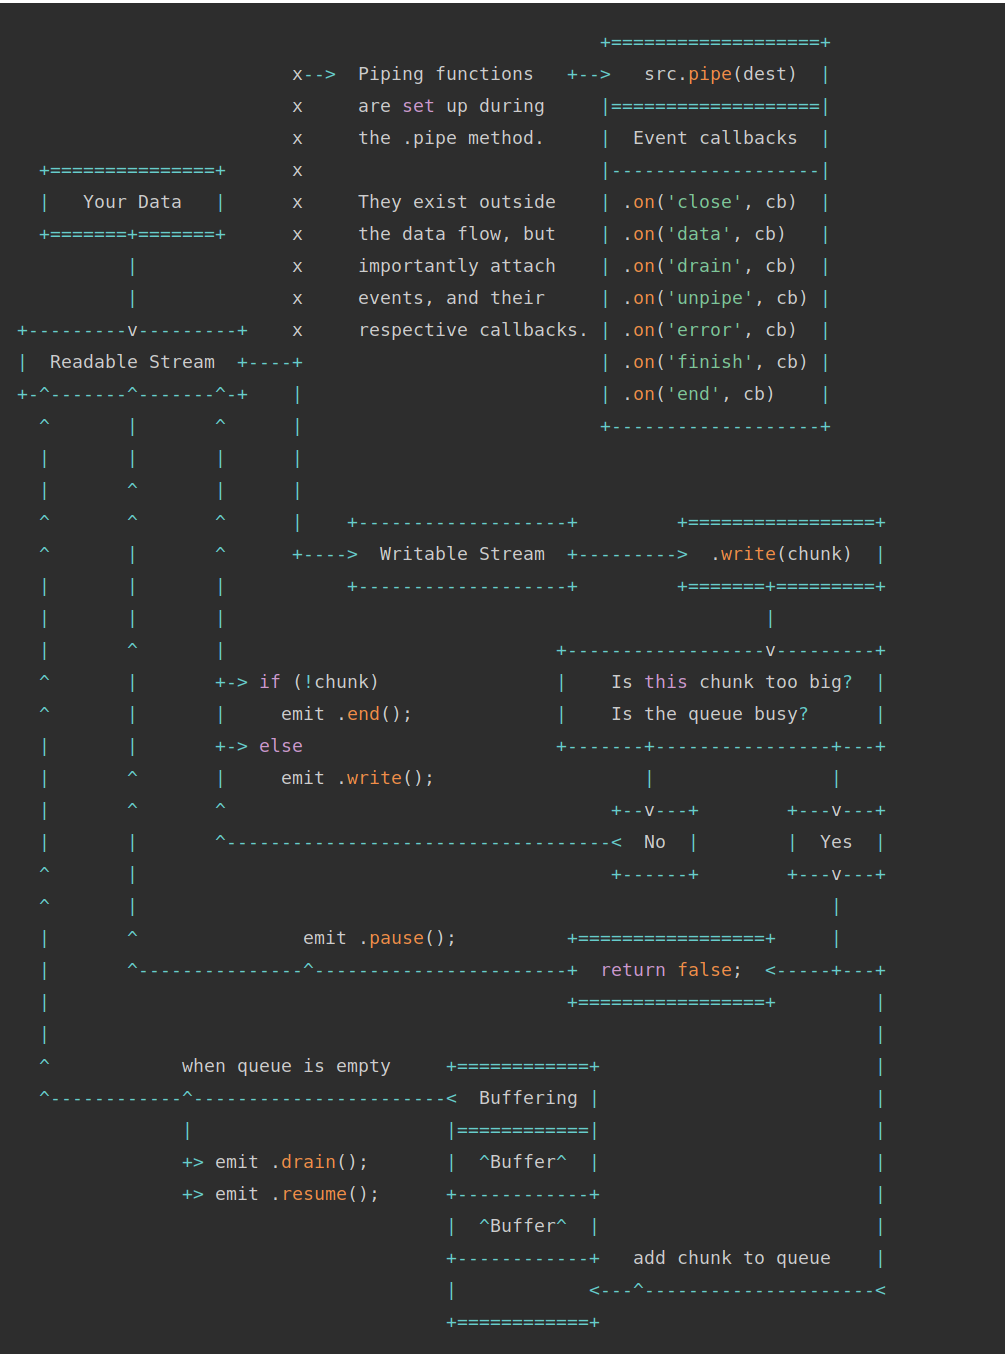 +===================+
                         x-->  Piping functions   +-->   src.pipe(dest)  |
                         x     are set up during     |===================|
                         x     the .pipe method.     |  Event callbacks  |
  +===============+      x                           |-------------------|
  |   Your Data   |      x     They exist outside    | .on('close', cb)  |
  +=======+=======+      x     the data flow, but    | .on('data', cb)   |
          |              x     importantly attach    | .on('drain', cb)  |
          |              x     events, and their     | .on('unpipe', cb) |
+---------v---------+    x     respective callbacks. | .on('error', cb)  |
|  Readable Stream  +----+                           | .on('finish', cb) |
+-^-------^-------^-+    |                           | .on('end', cb)    |
  ^       |       ^      |                           +-------------------+
  |       |       |      |
  |       ^       |      |
  ^       ^       ^      |    +-------------------+         +=================+
  ^       |       ^      +---->  Writable Stream  +--------->  .write(chunk)  |
  |       |       |           +-------------------+         +=======+=========+
  |       |       |                                                 |
  |       ^       |                              +------------------v---------+
  ^       |       +-> if (!chunk)                |    Is this chunk too big?  |
  ^       |       |     emit .end();             |    Is the queue busy?      |
  |       |       +-> else                       +-------+----------------+---+
  |       ^       |     emit .write();                   |                |
  |       ^       ^                                   +--v---+        +---v---+
  |       |       ^-----------------------------------<  No  |        |  Yes  |
  ^       |                                           +------+        +---v---+
  ^       |                                                               |
  |       ^               emit .pause();          +=================+     |
  |       ^---------------^-----------------------+  return false;  <-----+---+
  |                                               +=================+         |
  |                                                                           |
  ^            when queue is empty     +============+                         |
  ^------------^-----------------------<  Buffering |                         |
               |                       |============|                         |
               +> emit .drain();       |  ^Buffer^  |                         |
               +> emit .resume();      +------------+                         |
                                       |  ^Buffer^  |                         |
                                       +------------+   add chunk to queue    |
                                       |            <---^---------------------<
                                       +============+